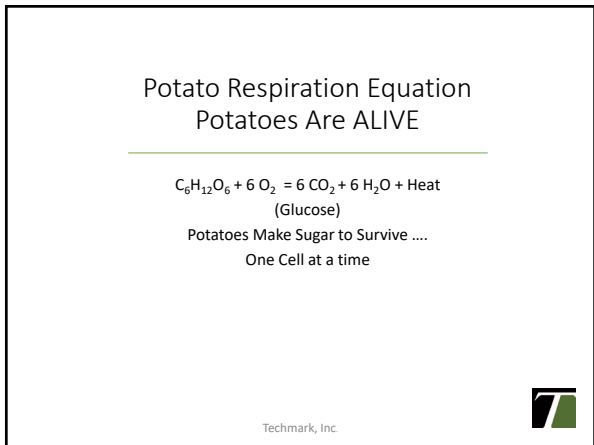 Potato Respiration Equation
Potatoes Are ALIVE
C₆H₁₂O₆ + 6 O₂ = 6 CO₂ + 6 H₂O + Heat
(Glucose)
Potatoes Make Sugar to Survive ....
One Cell at a time
Techmark, Inc.